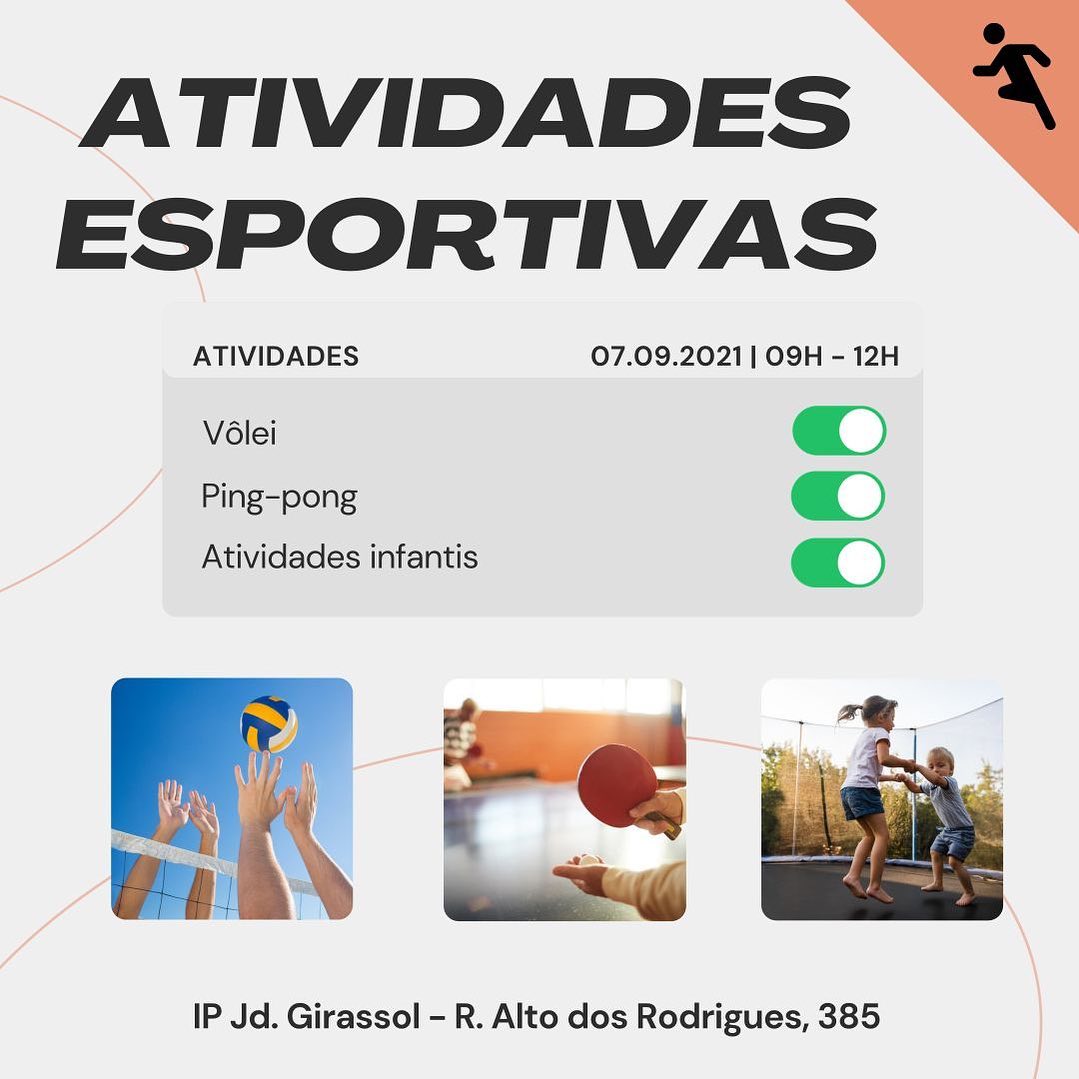 ATIVIDADES
ESPORTIVAS
ATIVIDADES 07.09.2021 | 09H - 12H
Vôlei
Ping-pong
Atividades infantis
IP Jd. Girassol - R. Alto dos Rodrigues, 385